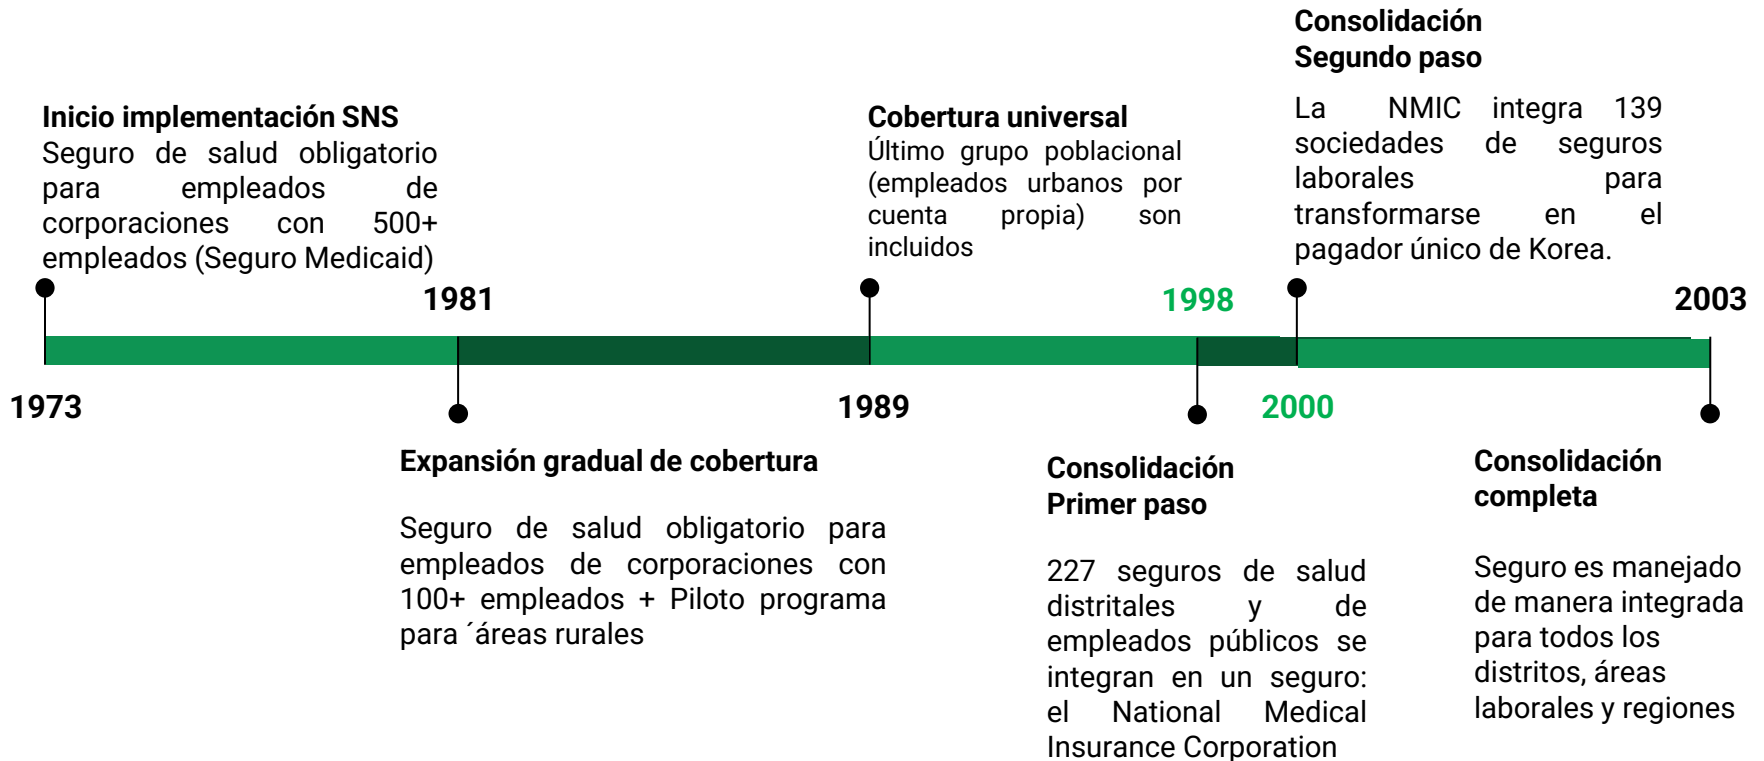 Inicio implementación SNS
Seguro de salud obligatorio
para empleados de
corporaciones con 500+
empleados (Seguro Medicaid)
1973
1981
Expansión gradual de cobertura
Seguro de salud obligatorio para
empleados de corporaciones con
100+ empleados + Piloto programa
para ´áreas rurales
Cobertura universal
Último grupo poblacional
(empleados urbanos por
cuenta propia) son
incluidos
1989
1998
Consolidación
Primer paso
227 seguros de salud
distritales y de
empleados públicos se
integran en un seguro:
el National Medical
Insurance Corporation
Consolidación
Segundo paso
La NMIC integra 139
sociedades de seguros
laborales para
transformarse en el
pagador único de Korea.
2000
2003
Consolidación
completa
Seguro es manejado
de manera integrada
para todos los
distritos, áreas
laborales y regiones